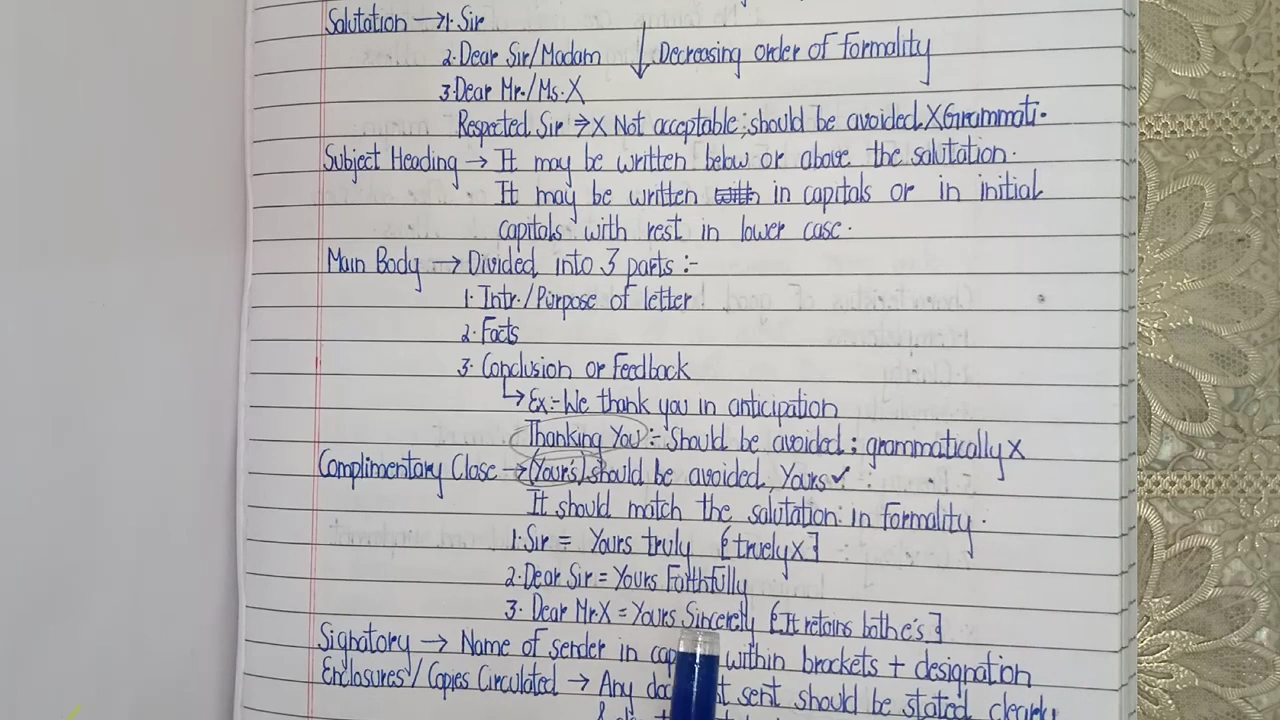 Salutation → 1. Sir
2. Dear Sir/Madam ↓ Decreasing order of formality
3. Dear Mr./Ms. X
Respected Sir ⇒ X Not acceptable; should be avoided. X Grammati.
Subject Heading → It may be written below or above the salutation.
It may be written in capitals or in initial
capitals with rest in lower case.
Main Body → Divided into 3 parts :-
1. Intr./Purpose of letter
2. Facts
3. Conclusion or Feedback
↳ Ex:- We thank you in anticipation
Thanking You :- Should be avoided ; grammatically X
Complimentary Close → (Your's) should be avoided, Yours ✓
It should match the salutation in formality.
1. Sir = Yours truly [truely X]
2. Dear Sir = Yours Faithfully
3. Dear Mr. X = Yours Sincerely [It retains both e's]
Signatory → Name of sender in within brackets + designation
Enclosures / Copies Circulated → Any sent should be stated clearly